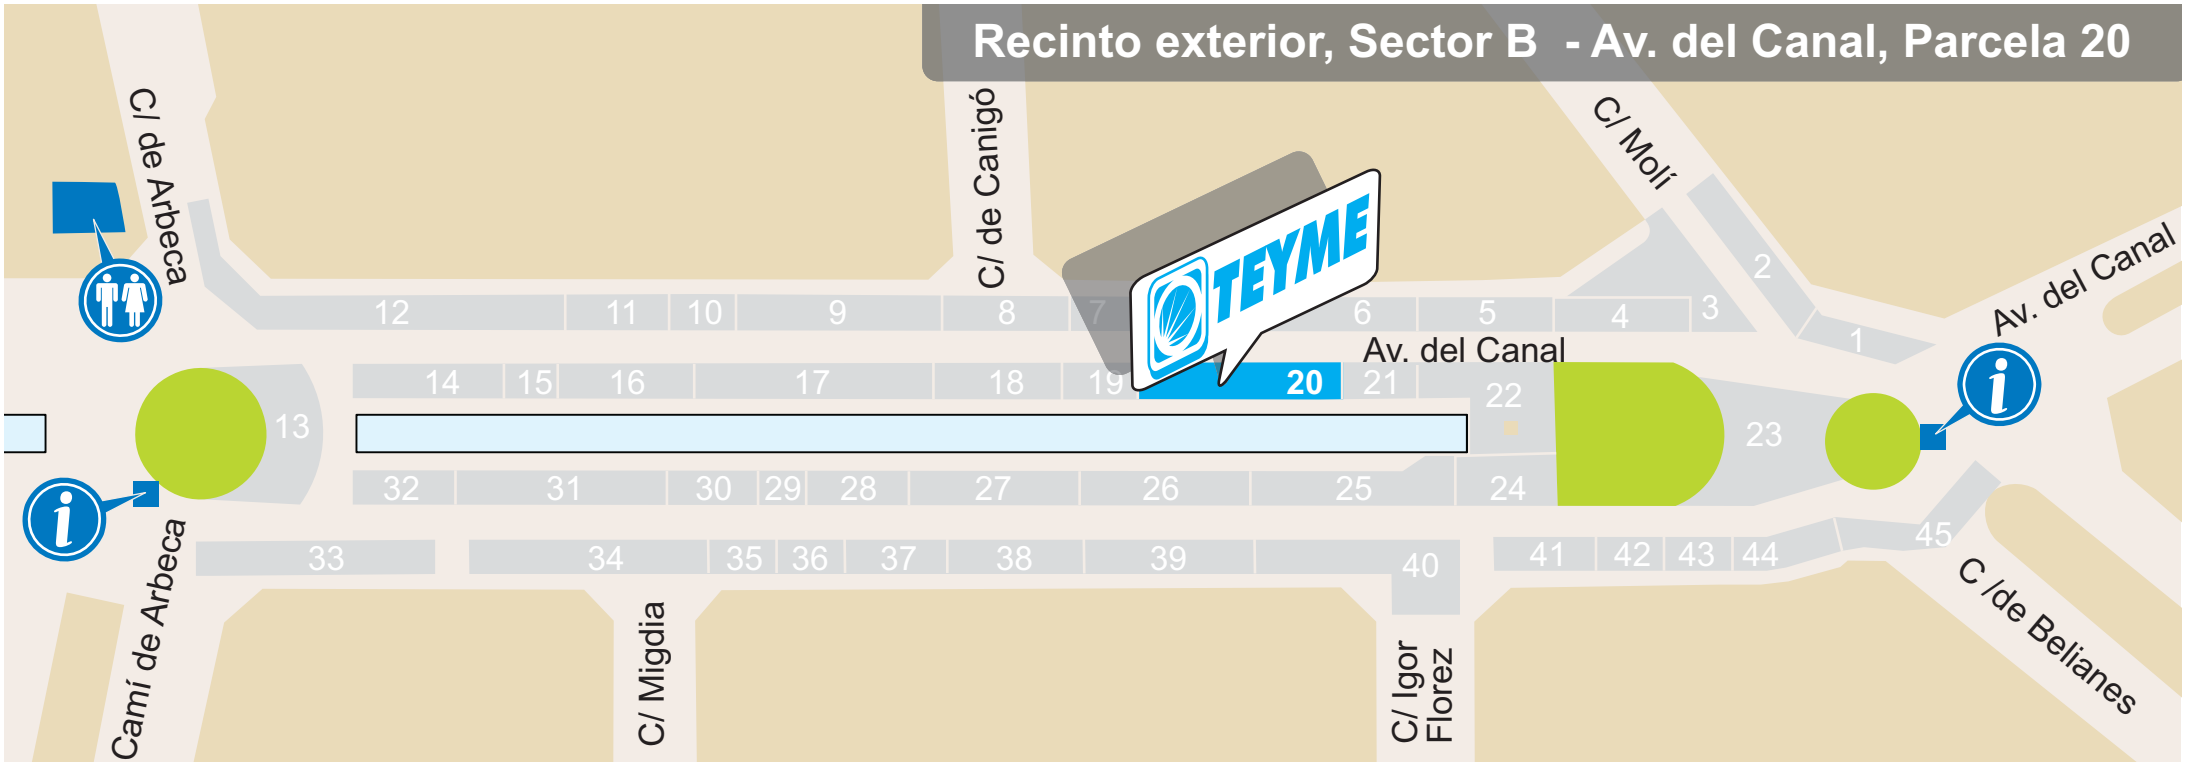 Recinto exterior, Sector B - Av. del Canal, Parcela 20
C/ de Arbeca
C/ de Canigó
C/ Molí
Av. del Canal
TEYME
12 11 10 9 8 7 6 5 4 3 2 1
Av. del Canal
14 15 16 17 18 19 20 21 22
13 23
i
i
32 31 30 29 28 27 26 25 24
33 34 35 36 37 38 39 40 41 42 43 44 45
Camí de Arbeca
C/ Migdia
C/ Igor
Florez
C /de Belianes